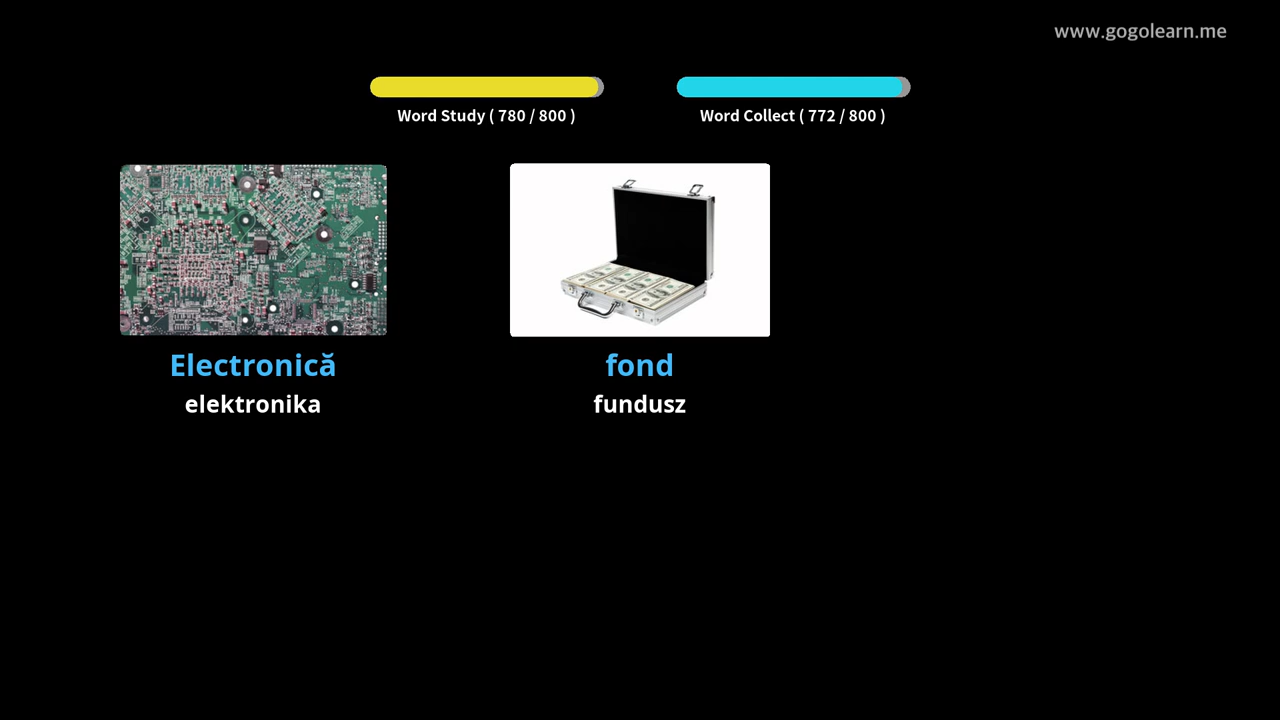 www.gogolearn.me
Word Study ( 780 / 800 )
Word Collect ( 772 / 800 )
Electronică
elektronika
fond
fundusz